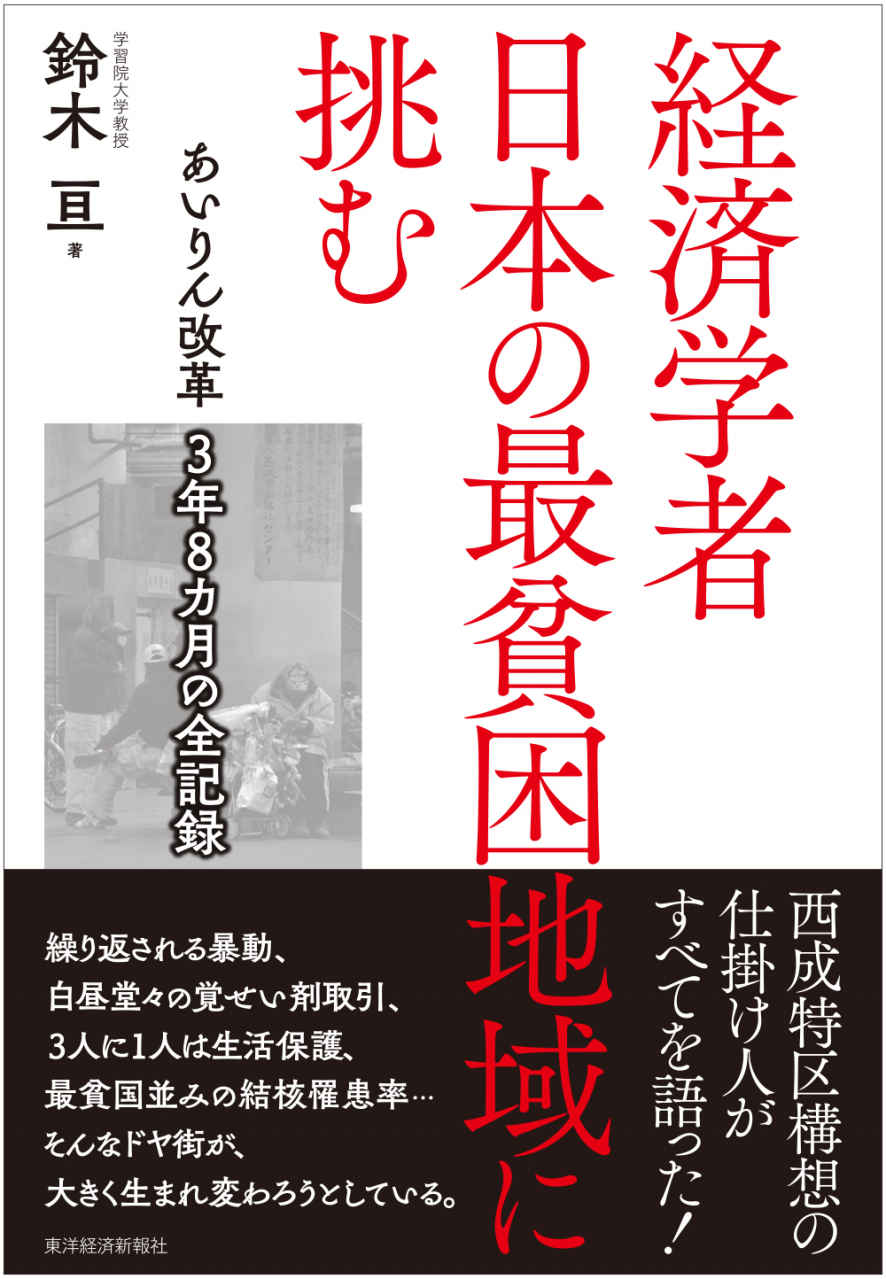 経済学者
日本の最貧困地域に
挑む
あいりん改革 3年8カ月の全記録
学習院大学教授
鈴木 亘 著
西成特区構想の
仕掛け人が
すべてを語った!
繰り返される暴動、
白昼堂々の覚せい剤取引、
3人に1人は生活保護、
最貧国並みの結核罹患率…
そんなドヤ街が、
大きく生まれ変わろうとしている。
東洋経済新報社